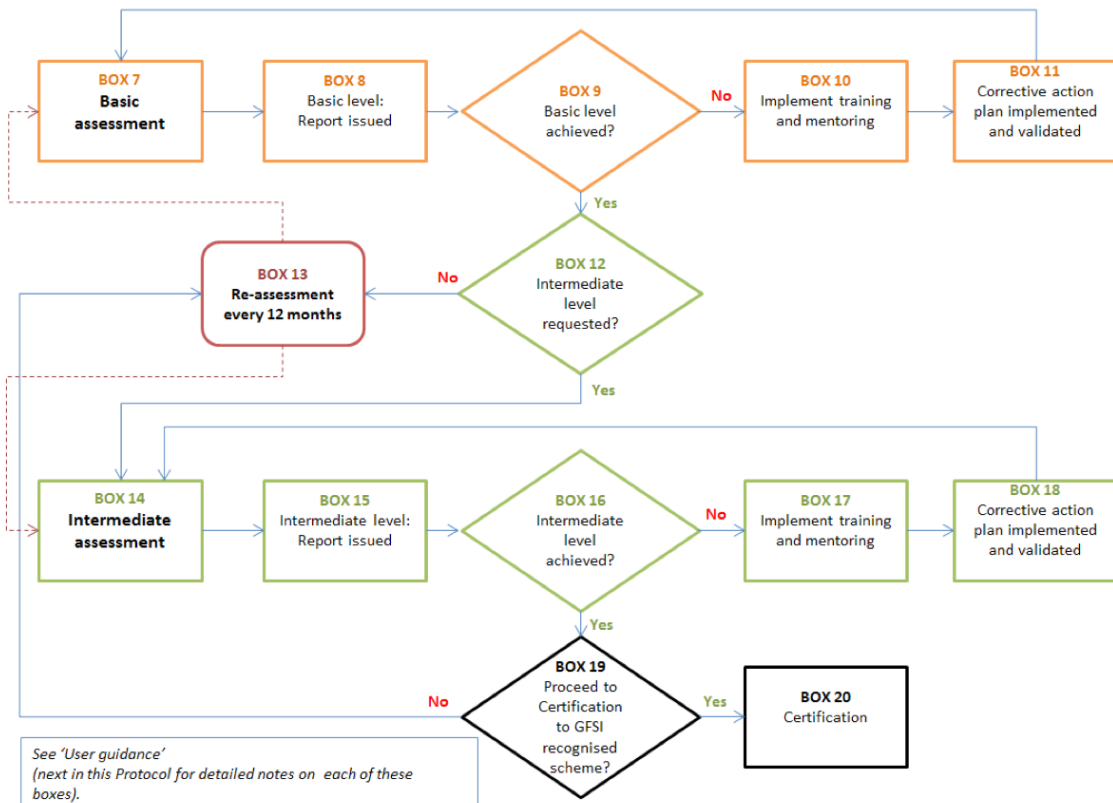 BOX 7
Basic
assessment
BOX 8
Basic level:
Report issued
BOX 9
Basic level
achieved?
No
BOX 10
Implement training
and mentoring
BOX 11
Corrective action
plan implemented
and validated
Yes
BOX 12
Intermediate
level
requested?
No
BOX 13
Re-assessment
every 12 months
Yes
BOX 14
Intermediate
assessment
BOX 15
Intermediate level:
Report issued
BOX 16
Intermediate
level
achieved?
No
BOX 17
Implement training
and mentoring
BOX 18
Corrective action
plan implemented
and validated
Yes
BOX 19
Proceed to
Certification
to GFSI
recognised
scheme?
No
Yes
BOX 20
Certification
See ‘User guidance’
(next in this Protocol for detailed notes on each of these
boxes).